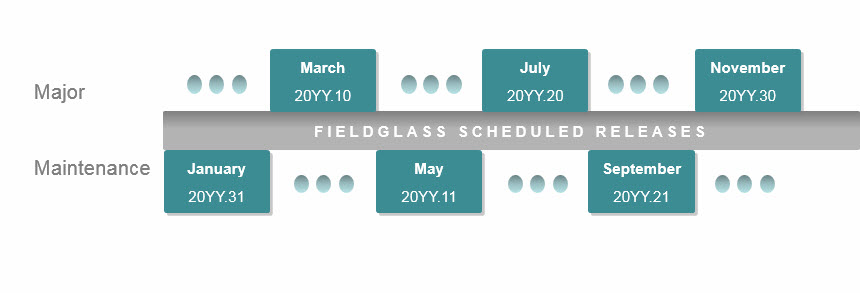 Major
March
20YY.10
July
20YY.20
November
20YY.30
FIELDGLASS SCHEDULED RELEASES
Maintenance
January
20YY.31
May
20YY.11
September
20YY.21